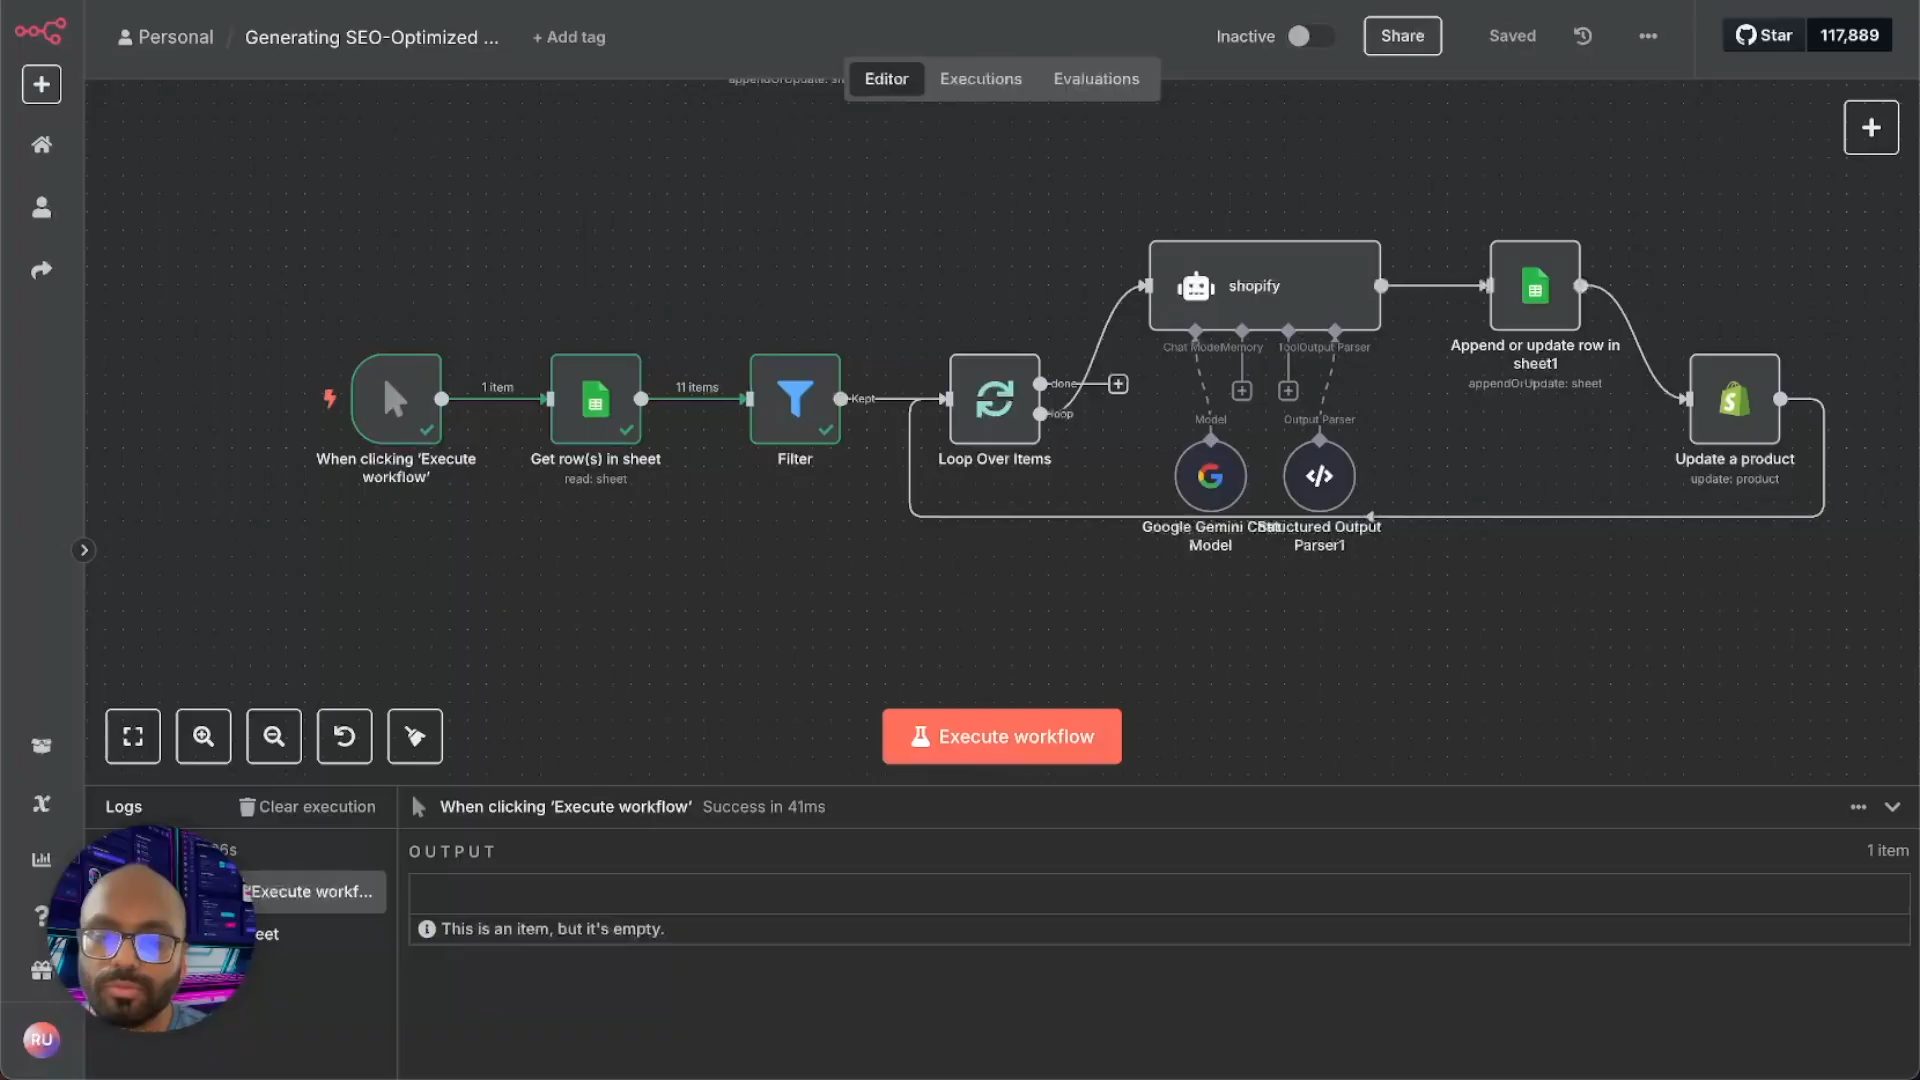 Personal / Generating SEO-Optimized ... + Add tag
Inactive Share Saved Star 117,889
Editor Executions Evaluations
shopify
Chat Model Memory Tool Output Parser
Append or update row in
sheet1
appendOrUpdate: sheet
1 item
11 items
Kept
done
loop
Model
Output Parser
When clicking ‘Execute
workflow’
Get row(s) in sheet
read: sheet
Filter
Loop Over Items
Update a product
update: product
Google Gemini Chat
Model
Structured Output
Parser1
Execute workflow
Logs Clear execution
When clicking ‘Execute workflow’ Success in 41ms
OUTPUT
1 item
‘Execute workf...
This is an item, but it's empty.
RU